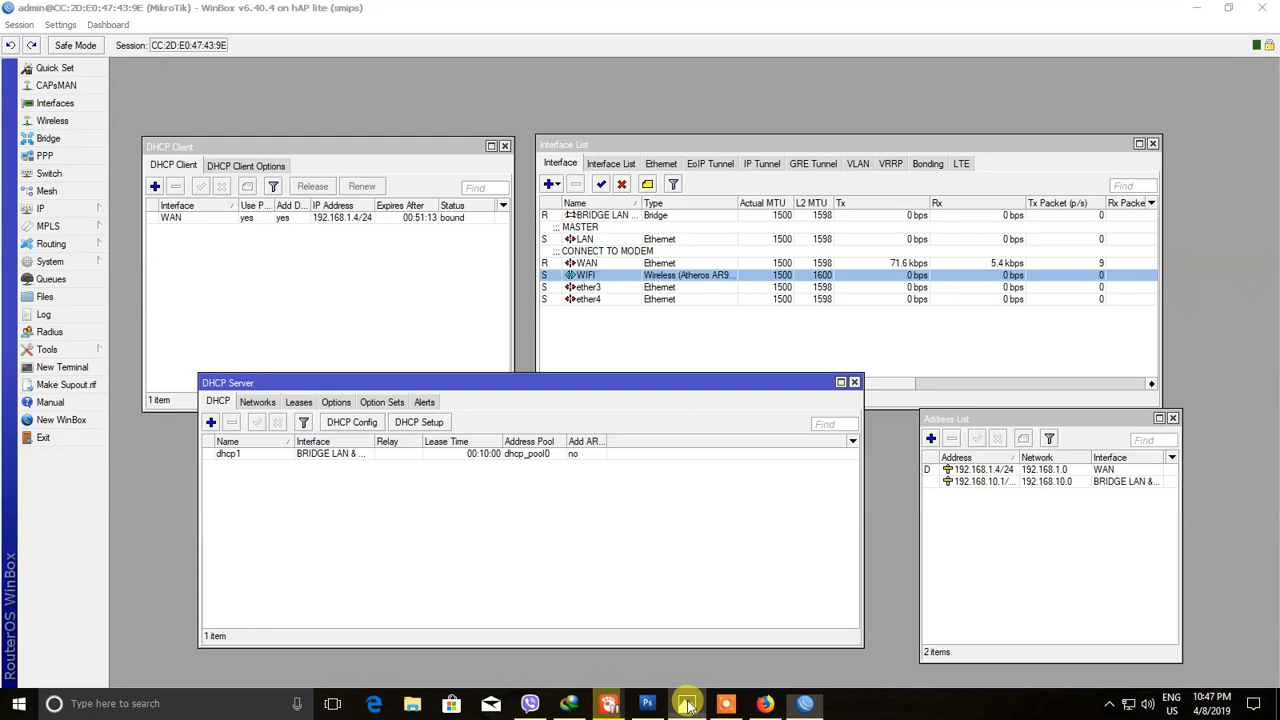 admin@CC:2D:E0:47:43:9E (MikroTik) - WinBox v6.40.4 on hAP lite (smips)
Session Settings Dashboard
Safe Mode Session: CC:2D:E0:47:43:9E
Quick Set
CAPsMAN
Interfaces
Wireless
Bridge
PPP
Switch
Mesh
IP
MPLS
Routing
System
Queues
Files
Log
Radius
Tools
New Terminal
Make Supout.rif
Manual
New WinBox
Exit
RouterOS WinBox
DHCP Client
DHCP Client DHCP Client Options
Release Renew Find
Interface Use P... Add D... IP Address Expires After Status
WAN yes yes 192.168.1.4/24 00:51:13 bound
1 item
Interface List
Interface Interface List Ethernet EoIP Tunnel IP Tunnel GRE Tunnel VLAN VRRP Bonding LTE
Find
Name Type Actual MTU L2 MTU Tx Rx Tx Packet (p/s) Rx Packe
R BRIDGE LAN ... Bridge 1500 1598 0 bps 0 bps 0
::: MASTER
S LAN Ethernet 1500 1598 0 bps 0 bps 0
::: CONNECT TO MODEM
R WAN Ethernet 1500 1598 71.6 kbps 5.4 kbps 9
S WIFI Wireless (Atheros AR9... 1500 1600 0 bps 0 bps 0
S ether3 Ethernet 1500 1598 0 bps 0 bps 0
S ether4 Ethernet 1500 1598 0 bps 0 bps 0
DHCP Server
DHCP Networks Leases Options Option Sets Alerts
DHCP Config DHCP Setup Find
Name Interface Relay Lease Time Address Pool Add AR...
dhcp1 BRIDGE LAN & ... 00:10:00 dhcp_pool0 no
1 item
Address List
Find
Address Network Interface
D 192.168.1.4/24 192.168.1.0 WAN
192.168.10.1/... 192.168.10.0 BRIDGE LAN &...
2 items
Type here to search
Ps
ENG
US
10:47 PM
4/8/2019